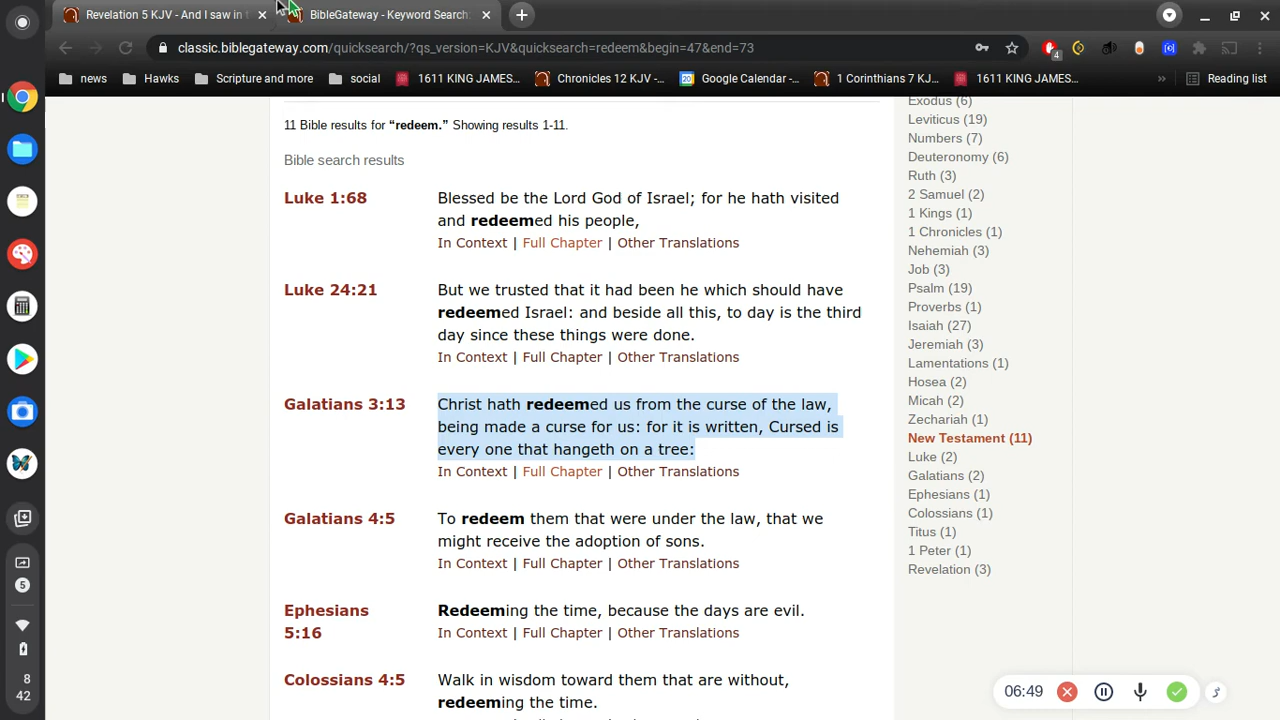 Revelation 5 KJV - And I saw in t
BibleGateway - Keyword Search:
classic.biblegateway.com/quicksearch/?qs_version=KJV&quicksearch=redeem&begin=47&end=73
4
news
Hawks
Scripture and more
social
1611 KING JAMES...
Chronicles 12 KJV -...
20
Google Calendar -...
1 Corinthians 7 KJ...
1611 KING JAMES...
»
Reading list
11 Bible results for “redeem.” Showing results 1-11.
Bible search results
Luke 1:68
Blessed be the Lord God of Israel; for he hath visited
and redeemed his people,
In Context | Full Chapter | Other Translations
Luke 24:21
But we trusted that it had been he which should have
redeemed Israel: and beside all this, to day is the third
day since these things were done.
In Context | Full Chapter | Other Translations
Galatians 3:13
Christ hath redeemed us from the curse of the law,
being made a curse for us: for it is written, Cursed is
every one that hangeth on a tree:
In Context | Full Chapter | Other Translations
Galatians 4:5
To redeem them that were under the law, that we
might receive the adoption of sons.
In Context | Full Chapter | Other Translations
Ephesians
5:16
Redeeming the time, because the days are evil.
In Context | Full Chapter | Other Translations
Colossians 4:5
Walk in wisdom toward them that are without,
redeeming the time.
Exodus (6)
Leviticus (19)
Numbers (7)
Deuteronomy (6)
Ruth (3)
2 Samuel (2)
1 Kings (1)
1 Chronicles (1)
Nehemiah (3)
Job (3)
Psalm (19)
Proverbs (1)
Isaiah (27)
Jeremiah (3)
Lamentations (1)
Hosea (2)
Micah (2)
Zechariah (1)
New Testament (11)
Luke (2)
Galatians (2)
Ephesians (1)
Colossians (1)
Titus (1)
1 Peter (1)
Revelation (3)
5
8
42
06:49